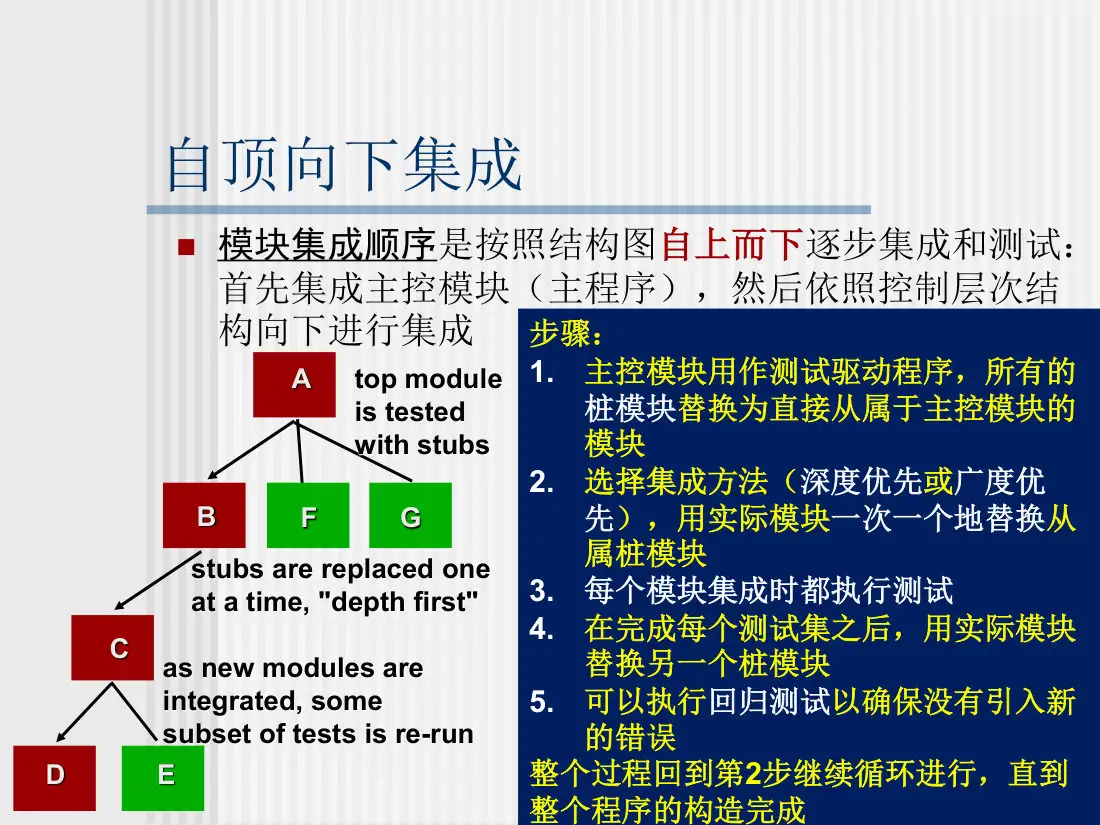 自顶向下集成
模块集成顺序是按照结构图自上而下逐步集成和测试：
首先集成主控模块（主程序），然后依照控制层次结
构向下进行集成
A
top module
is tested
with stubs
B
F
G
stubs are replaced one
at a time, "depth first"
C
as new modules are
integrated, some
subset of tests is re-run
D
E
步骤：
1. 主控模块用作测试驱动程序，所有的
桩模块替换为直接从属于主控模块的
模块
2. 选择集成方法（深度优先或广度优
先），用实际模块一次一个地替换从
属桩模块
3. 每个模块集成时都执行测试
4. 在完成每个测试集之后，用实际模块
替换另一个桩模块
5. 可以执行回归测试以确保没有引入新
的错误
整个过程回到第2步继续循环进行，直到
整个程序的构造完成